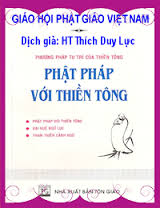 GIÁO HỘI PHẬT GIÁO VIỆT NAM
Dịch giả: HT Thích Duy Lực
PHƯƠNG PHÁP TỰ TRỊ CỦA THIỀN TÔNG
PHẬT PHÁP
VỚI THIỀN TÔNG
PHẬT PHÁP VỚI THIỀN TÔNG
ĐẠI HUỆ NGỮ LỤC
THAM THIỀN CẢNH NGỮ
NHÀ XUẤT BẢN TÔN GIÁO